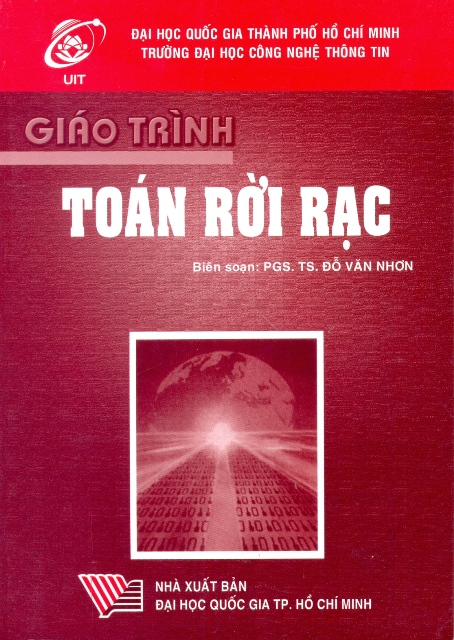 ĐẠI HỌC QUỐC GIA THÀNH PHỐ HỒ CHÍ MINH
TRƯỜNG ĐẠI HỌC CÔNG NGHỆ THÔNG TIN
UIT
GIÁO TRÌNH
TOÁN RỜI RẠC
Biên soạn: PGS. TS. ĐỖ VĂN NHƠN
NHÀ XUẤT BẢN
ĐẠI HỌC QUỐC GIA TP. HỒ CHÍ MINH